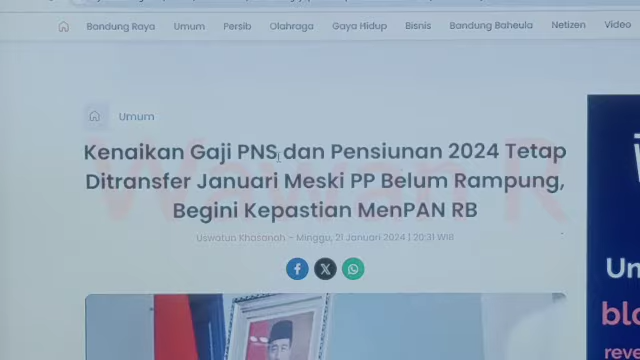 Bandung Raya Umum Persib Olahraga Gaya Hidup Bisnis Bandung Baheula Netizen Video
Umum
Kenaikan Gaji PNS dan Pensiunan 2024 Tetap
Ditransfer Januari Meski PP Belum Rampung,
Begini Kepastian MenPAN RB
Uswatun Khasanah - Minggu, 21 Januari 2024 | 20:31 WIB
Wawan R